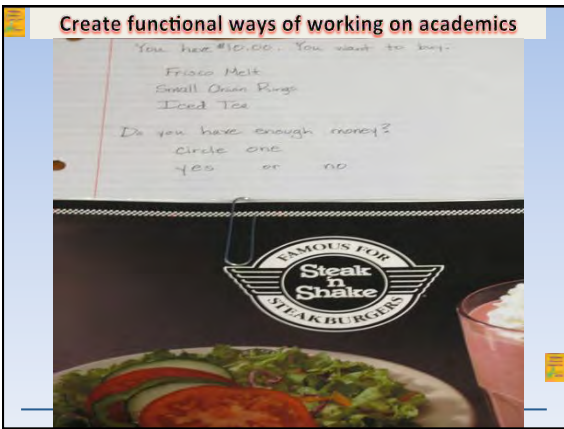 Create functional ways of working on academics
You have $10.00. You want to buy.
Frisco Melt
Small Onion Rings
Iced Tea
Do you have enough money?
Circle one
yes or no
FAMOUS FOR
Steak
n
Shake
STEAKBURGERS